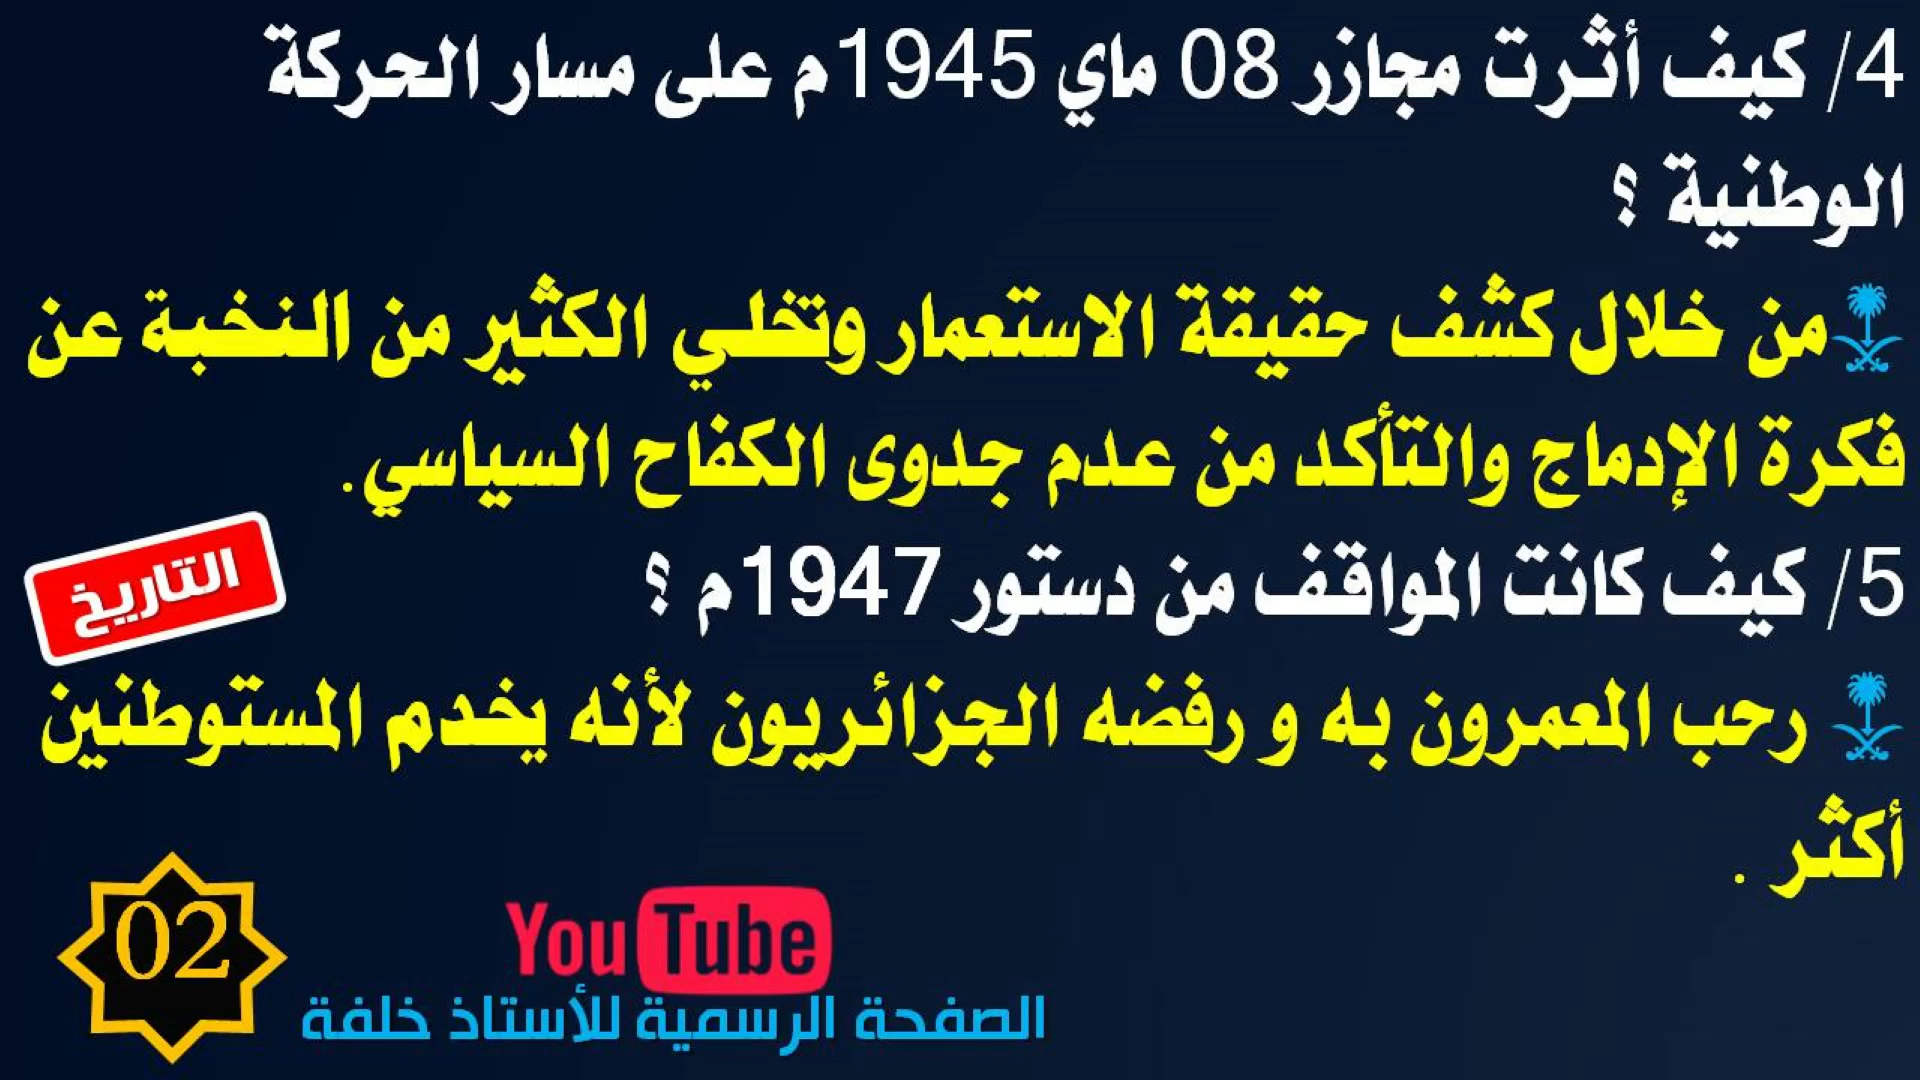 4/ كيف أثرت مجازر 08 ماي 1945م على مسار الحركة
الوطنية ؟
من خلال كشف حقيقة الاستعمار وتخلي الكثير من النخبة عن
فكرة الإدماج والتأكد من عدم جدوى الكفاح السياسي.
التاريخ
5/ كيف كانت المواقف من دستور 1947م ؟
رحب المعمرون به و رفضه الجزائريون لأنه يخدم المستوطنين
أكثر .
02
YouTube
الصفحة الرسمية للأستاذ خلفة